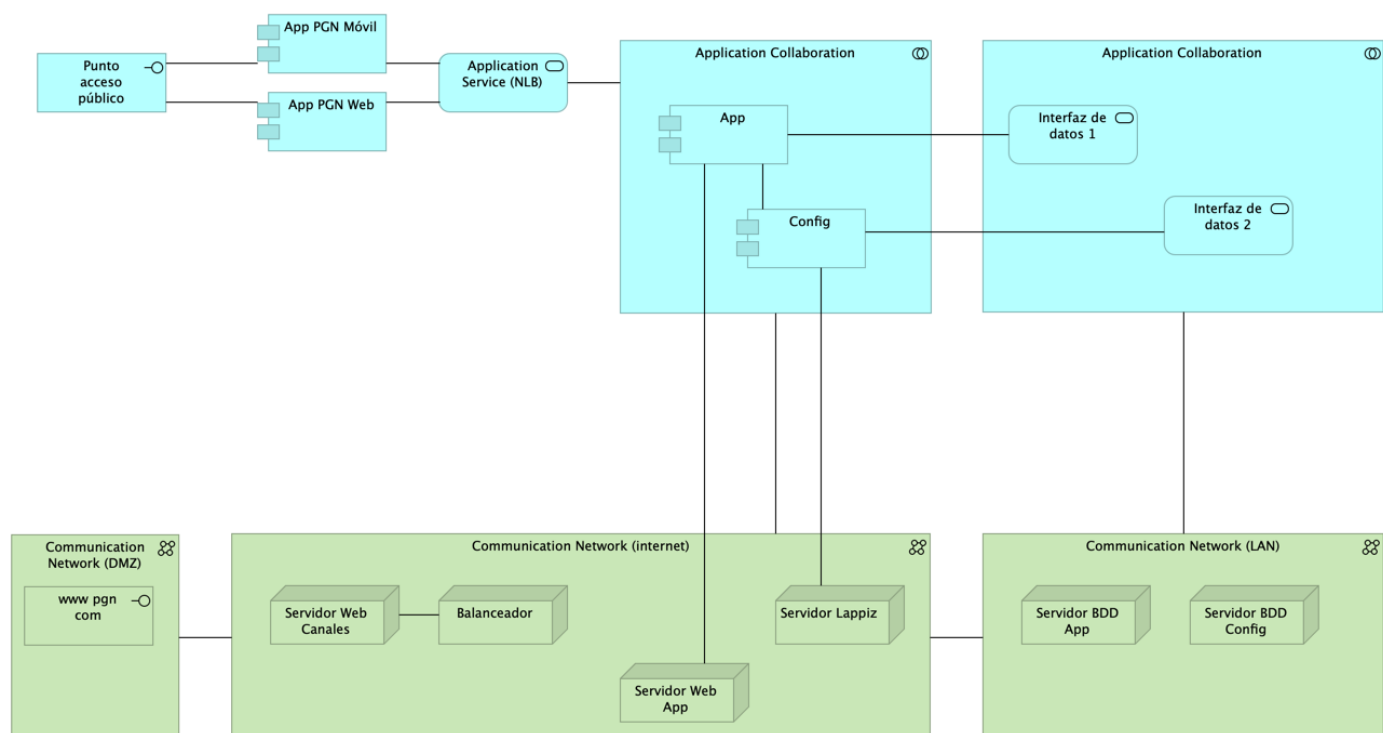 App PGN Móvil
Punto
acceso
público
Application
Service (NLB)
App PGN Web
Application Collaboration
App
Config
Application Collaboration
Interfaz de
datos 1
Interfaz de
datos 2
Communication
Network (DMZ)
www pgn
com
Communication Network (internet)
Servidor Web
Canales
Balanceador
Servidor Lappiz
Servidor Web
App
Communication Network (LAN)
Servidor BDD
App
Servidor BDD
Config